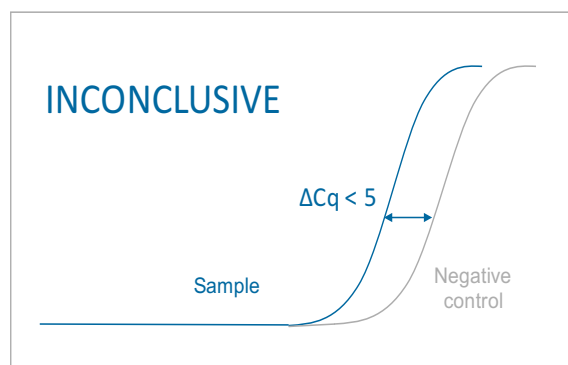 INCONCLUSIVE
ΔCq < 5
Sample
Negative
control